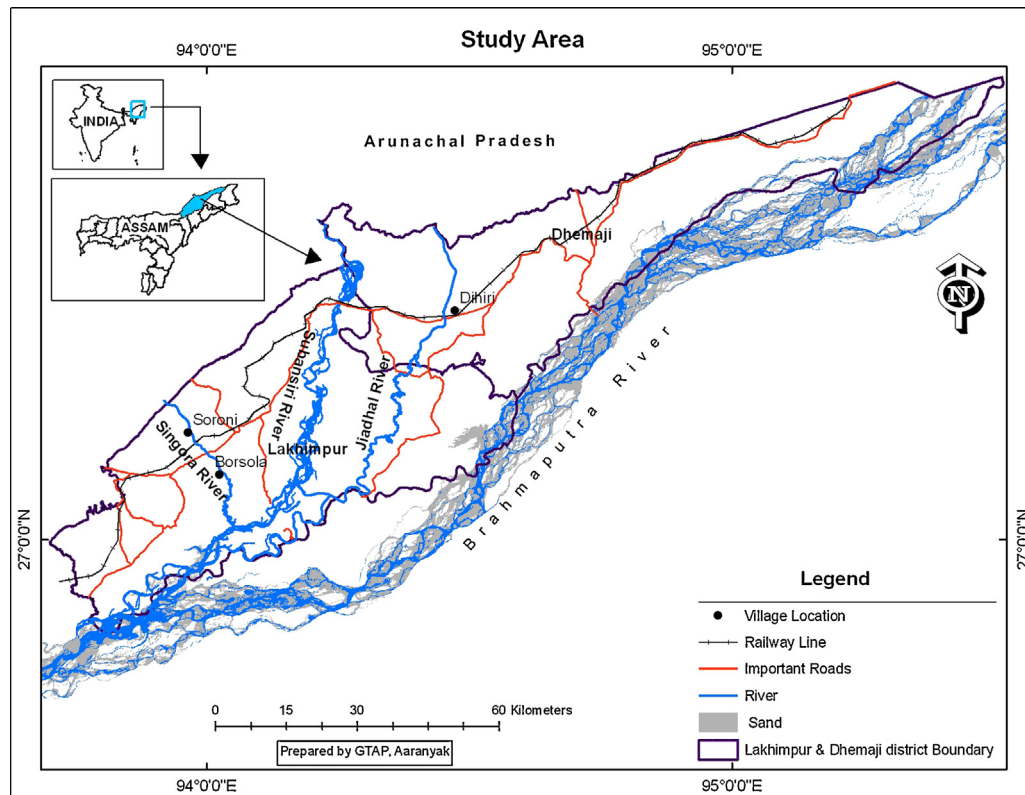 Study Area
94°0'0"E
95°0'0"E
INDIA
Arunachal Pradesh
ASSAM
Dhemaji
Dihiri
N
Subansiri River
Jiadhal River
Soroni
Singora River
Lakhimpur
Borsola
Brahmaputra River
27°0'0"N
27°0'0"N
Legend
Village Location
Railway Line
Important Roads
River
Sand
Lakhimpur & Dhemaji district Boundary
0 15 30 60 Kilometers
Prepared by GTAP, Aaranyak
94°0'0"E
95°0'0"E